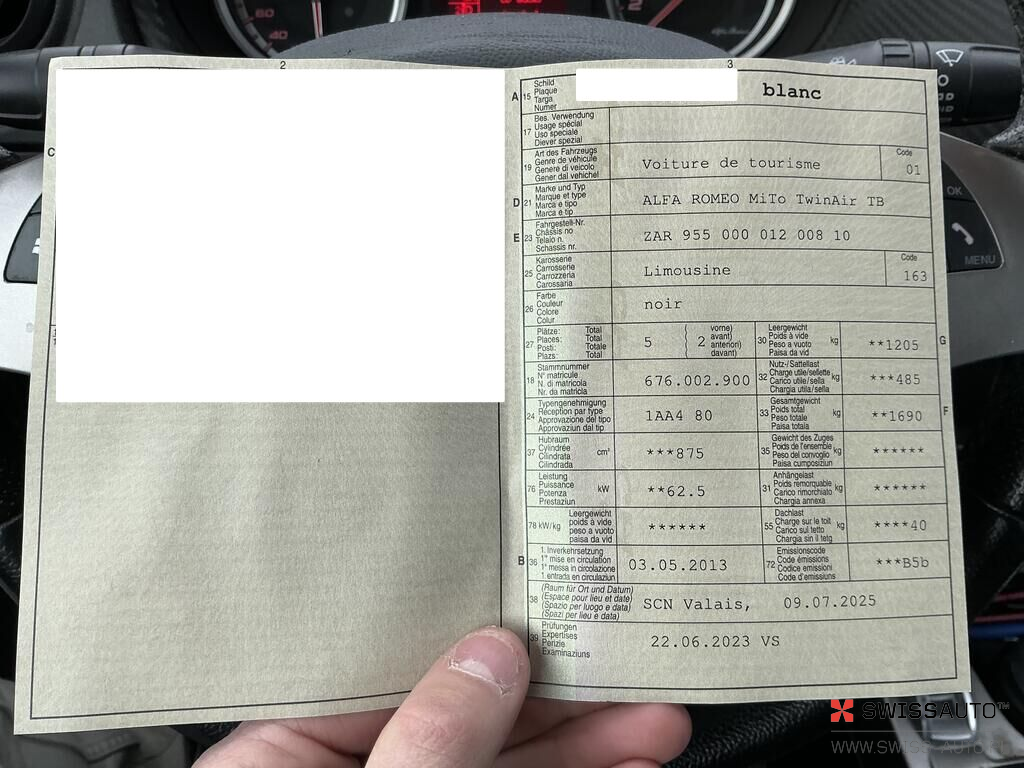 60
40
2
2
3
C
A 15
Schild
Plaque
Targa
Numer
blanc
17
Bes. Verwendung
Usage spécial
Uso speciale
Diever spezial
19
Art des Fahrzeugs
Genre de véhicule
Genere di veicolo
Gener dal vehichel
Voiture de tourisme
Code
01
D 21
Marke und Typ
Marque et type
Marca e tipo
Marca e tip
ALFA ROMEO MiTo TwinAir TB
E 23
Fahrgestell-Nr.
Châssis no
Telaio n.
Schassis nr.
ZAR 955 000 012 008 10
25
Karosserie
Carrosserie
Carrozzeria
Carossaria
Limousine
Code
163
26
Farbe
Couleur
Colore
Colur
noir
27
Plätze: Total
Places: Total
Posti: Totale
Plazs: Total
5
2
vorne)
avant)
anteriori)
davant)
30
Leergewicht
Poids à vide
Peso a vuoto
Paisa da vid
kg
**1205
G
18
Stammnummer
N° matricule
N. di matricola
Nr. da matricla
676.002.900
32
Nutz-/Sattellast
Charge utile/sellette
Carico utile/sella
Chargia utila/sella
kg
***485
24
Typengenehmigung
Réception par type
Approvazione del tipo
Approvaziun dal tip
1AA4 80
33
Gesamtgewicht
Poids total
Peso totale
Paisa totala
kg
**1690
F
37
Hubraum
Cylindrée
Cilindrata
Cilindrada
cm³
***875
35
Gewicht des Zuges
Poids de l'ensemble
Peso del convoglio
Paisa cumposiziun
kg
******
76
Leistung
Puissance
Potenza
Prestaziun
kW
**62.5
31
Anhängelast
Poids remorquable
Carico rimorchiato
Chargia annexa
kg
******
78 kW/kg
Leergewicht
poids à vide
peso a vuoto
paisa da vid
******
55
Dachlast
Charge sur le toit
Carico sul tetto
Chargia sin il tetg
kg
****40
B 36
1. Inverkehrsetzung
1re mise en circulation
1a messa in circolazione
1. entrada en circulaziun
03.05.2013
72
Emissionscode
Code émissions
Codice emissioni
Code d'emissions
***B5b
38
(Raum für Ort und Datum)
(Espace pour lieu et date)
(Spazio per luogo e data)
(Spazi per lieu e data)
SCN Valais, 09.07.2025
39
Prüfungen
Expertises
Perizie
Examinaziuns
22.06.2023 VS
OK
MENU
SWISSAUTO™